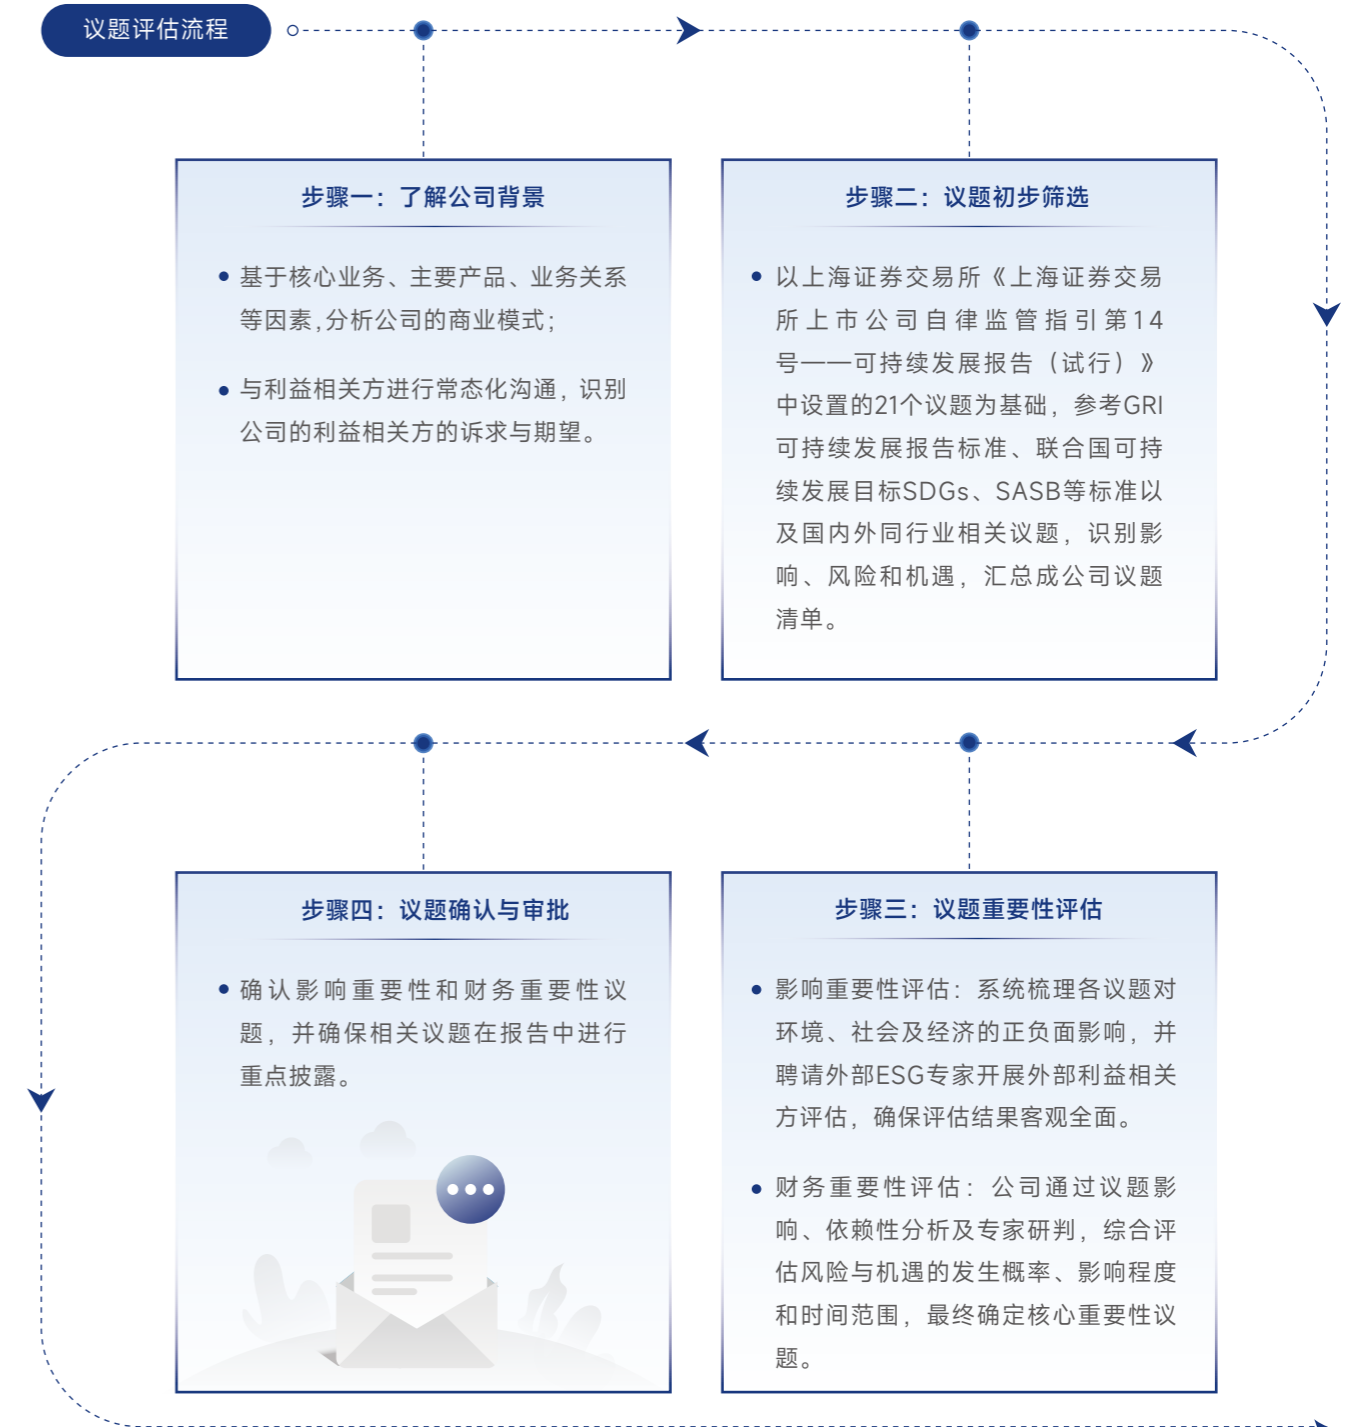 议题评估流程
步骤一：了解公司背景
基于核心业务、主要产品、业务关系
等因素,分析公司的商业模式；
与利益相关方进行常态化沟通，识别
公司的利益相关方的诉求与期望。
步骤二：议题初步筛选
以上海证券交易所《上海证券交易
所上市公司自律监管指引第14
号——可持续发展报告（试行）》
中设置的21个议题为基础，参考GRI
可持续发展报告标准、联合国可持
续发展目标SDGs、SASB等标准以
及国内外同行业相关议题，识别影
响、风险和机遇，汇总成公司议题
清单。
步骤三：议题重要性评估
影响重要性评估：系统梳理各议题对
环境、社会及经济的正负面影响，并
聘请外部ESG专家开展外部利益相关
方评估，确保评估结果客观全面。
财务重要性评估：公司通过议题影
响、依赖性分析及专家研判，综合评
估风险与机遇的发生概率、影响程度
和时间范围，最终确定核心重要性议
题。
步骤四：议题确认与审批
确认影响重要性和财务重要性议
题，并确保相关议题在报告中进行
重点披露。